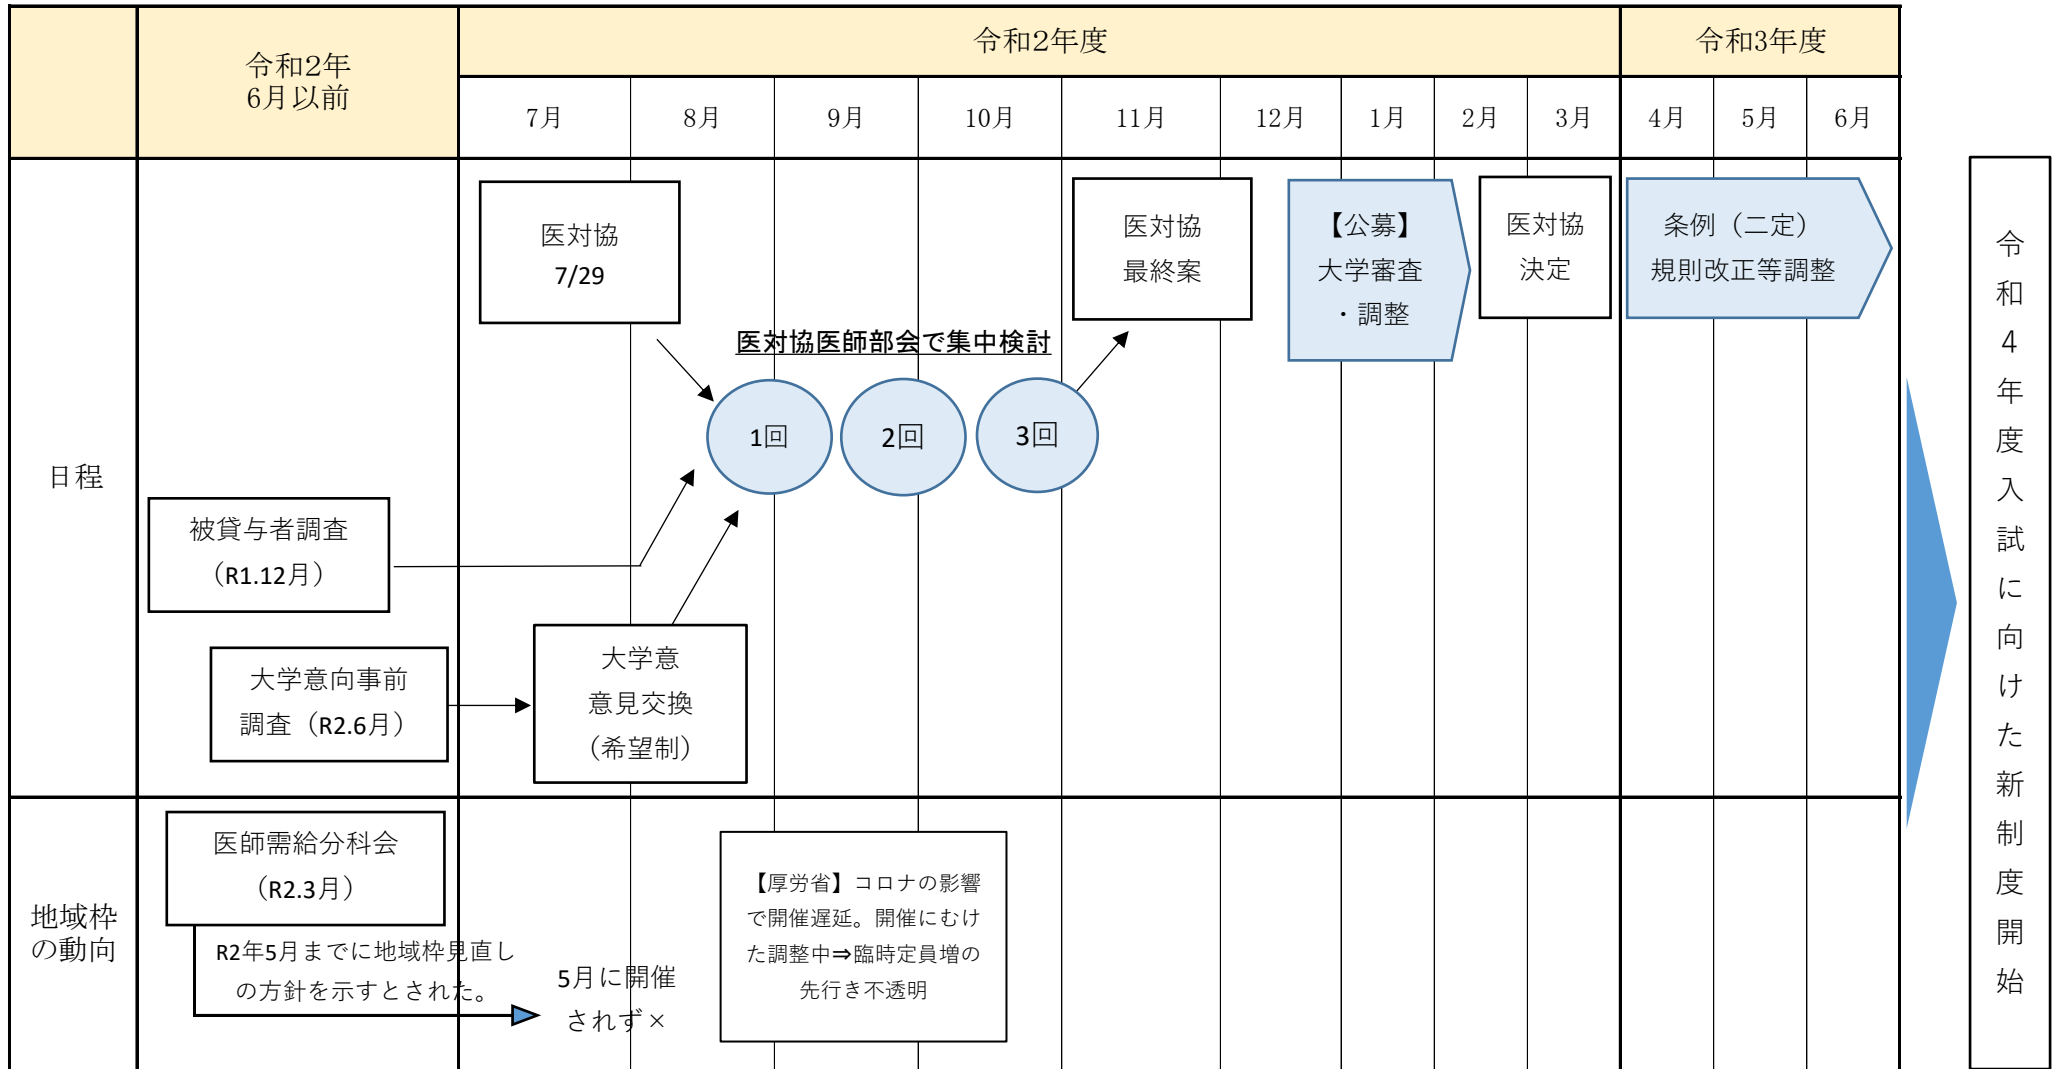 令和2年
6月以前
令和2年度
令和3年度
7月
8月
9月
10月
11月
12月
1月
2月
3月
4月
5月
6月
日程
医対協
7/29
医対協医師部会で集中検討
1回
2回
3回
医対協
最終案
【公募】
大学審査
・調整
医対協
決定
条例（二定）
規則改正等調整
被貸与者調査
（R1.12月）
大学意向事前
調査（R2.6月）
大学意
意見交換
（希望制）
地域枠
の動向
医師需給分科会
（R2.3月）
R2年5月までに地域枠見直し
の方針を示すとされた。
5月に開催
されず×
【厚労省】コロナの影響
で開催遅延。開催にむけ
た調整中⇒臨時定員増の
先行き不透明
令和4年度入試に向けた新制度開始